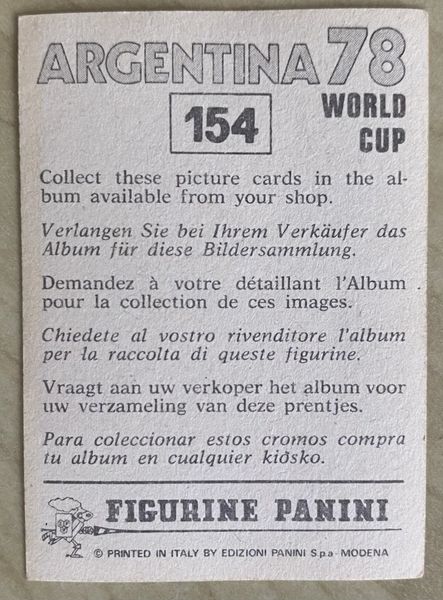 ARGENTINA 78
154
WORLD
CUP
Collect these picture cards in the al-
bum available from your shop.
Verlangen Sie bei Ihrem Verkäufer das
Album für diese Bildersammlung.
Demandez à votre détaillant l'Album
pour la collection de ces images.
Chiedete al vostro rivenditore l'album
per la raccolta di queste figurine.
Vraagt aan uw verkoper het album voor
uw verzameling van deze prentjes.
Para coleccionar estos cromos compra
tu album en cualquier kiosko.
FIGURINE PANINI
© PRINTED IN ITALY BY EDIZIONI PANINI S.p.a - MODENA